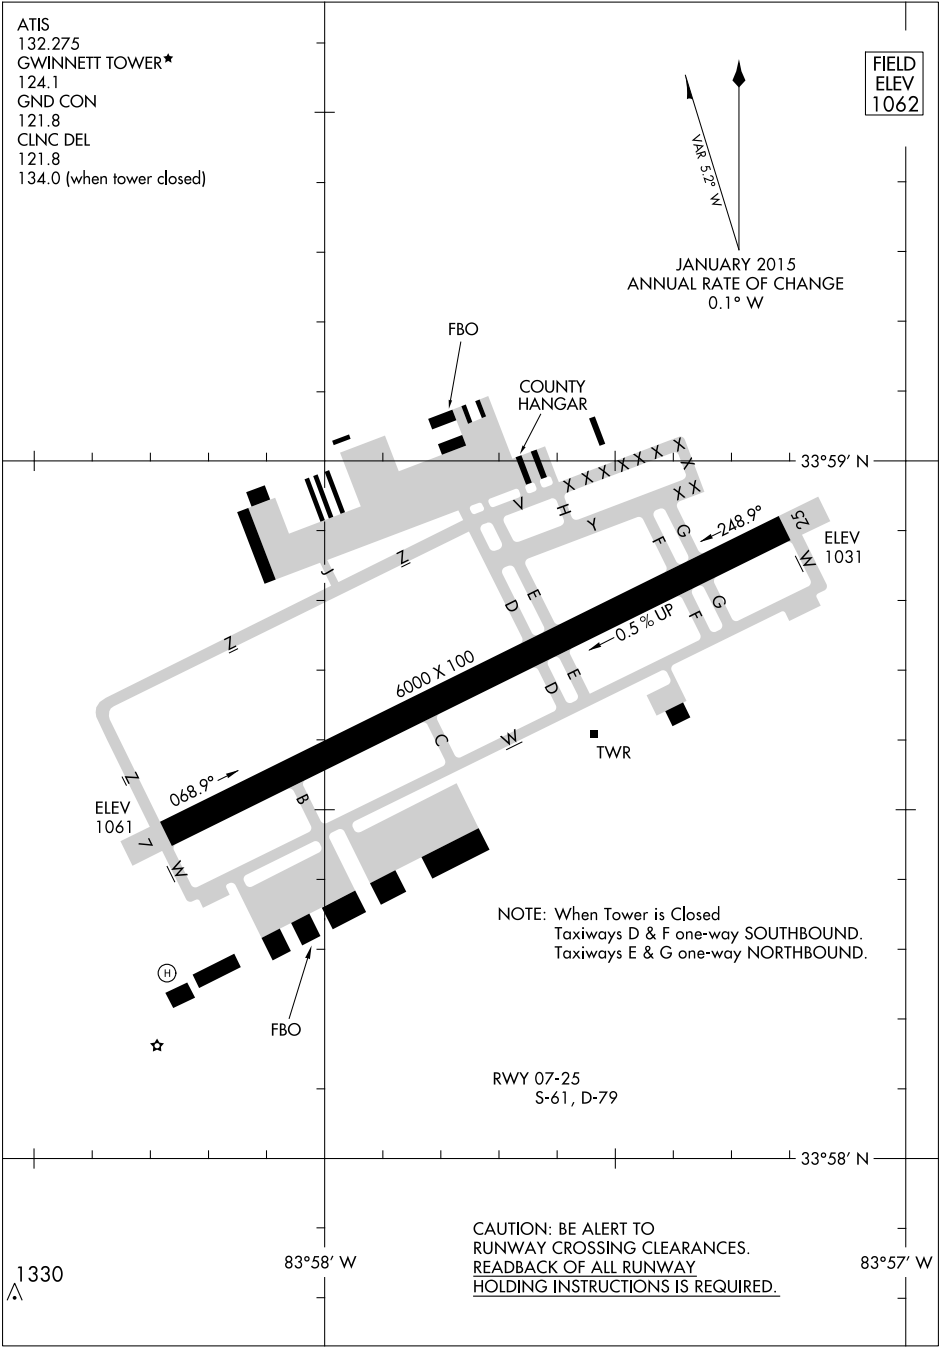 ATIS
132.275
GWINNETT TOWER★
124.1
GND CON
121.8
CLNC DEL
121.8
134.0 (when tower closed)
FIELD
ELEV
1062
VAR 5.2° W
JANUARY 2015
ANNUAL RATE OF CHANGE
0.1° W
FBO
COUNTY
HANGAR
33°59' N
X X X X X X X
X
X X
V
H
Y
G
F
248.9°
25
ELEV
1031
W
Z
J
D
E
G
F
0.5% UP
Z
6000 X 100
E
D
C
W
TWR
Z
068.9°
B
ELEV
1061
7
W
NOTE: When Tower is Closed
Taxiways D & F one-way SOUTHBOUND.
Taxiways E & G one-way NORTHBOUND.
H
FBO
RWY 07-25
S-61, D-79
33°58' N
CAUTION: BE ALERT TO
RUNWAY CROSSING CLEARANCES.
READBACK OF ALL RUNWAY
HOLDING INSTRUCTIONS IS REQUIRED.
83°58' W
83°57' W
1330